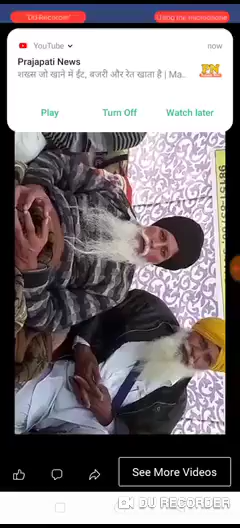 "DU Recorder"
Using the microphone
YouTube
now
Prajapati News
शख्स जो खाने में ईंट, बजरी और रेत खाता है | Ma..
PN
Play Turn Off Watch later
See More Videos
DU RECORDER